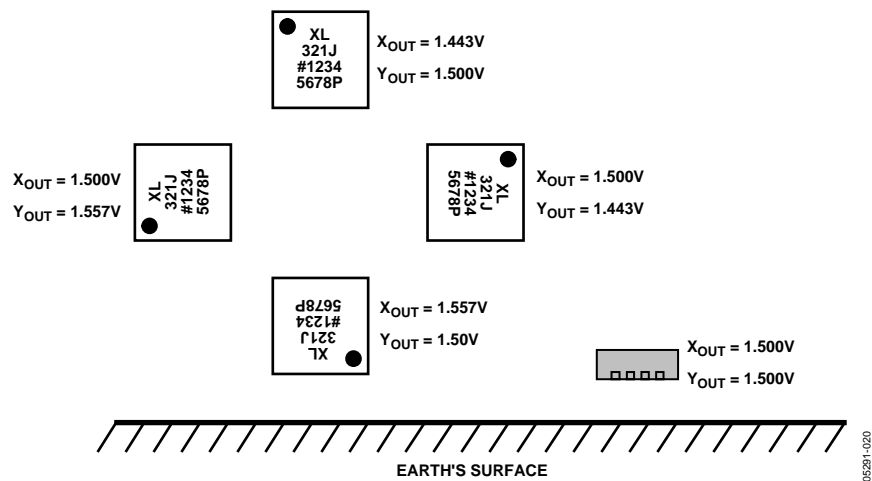 XL
321J
#1234
5678P
XOUT = 1.443V
YOUT = 1.500V
XOUT = 1.500V
YOUT = 1.557V
XL
321J
#1234
5678P
XL
321J
#1234
5678P
XOUT = 1.500V
YOUT = 1.443V
XL
321J
#1234
5678P
XOUT = 1.557V
YOUT = 1.50V
XOUT = 1.500V
YOUT = 1.500V
EARTH'S SURFACE
05291-020